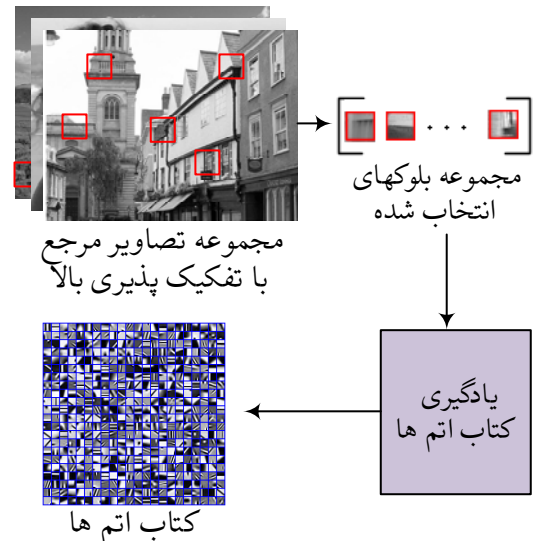 مجموعه تصاویر مرجع
با تفکیک پذیری بالا
مجموعه بلوکهای
انتخاب شده
یادگیری
کتاب اتم ها
کتاب اتم ها